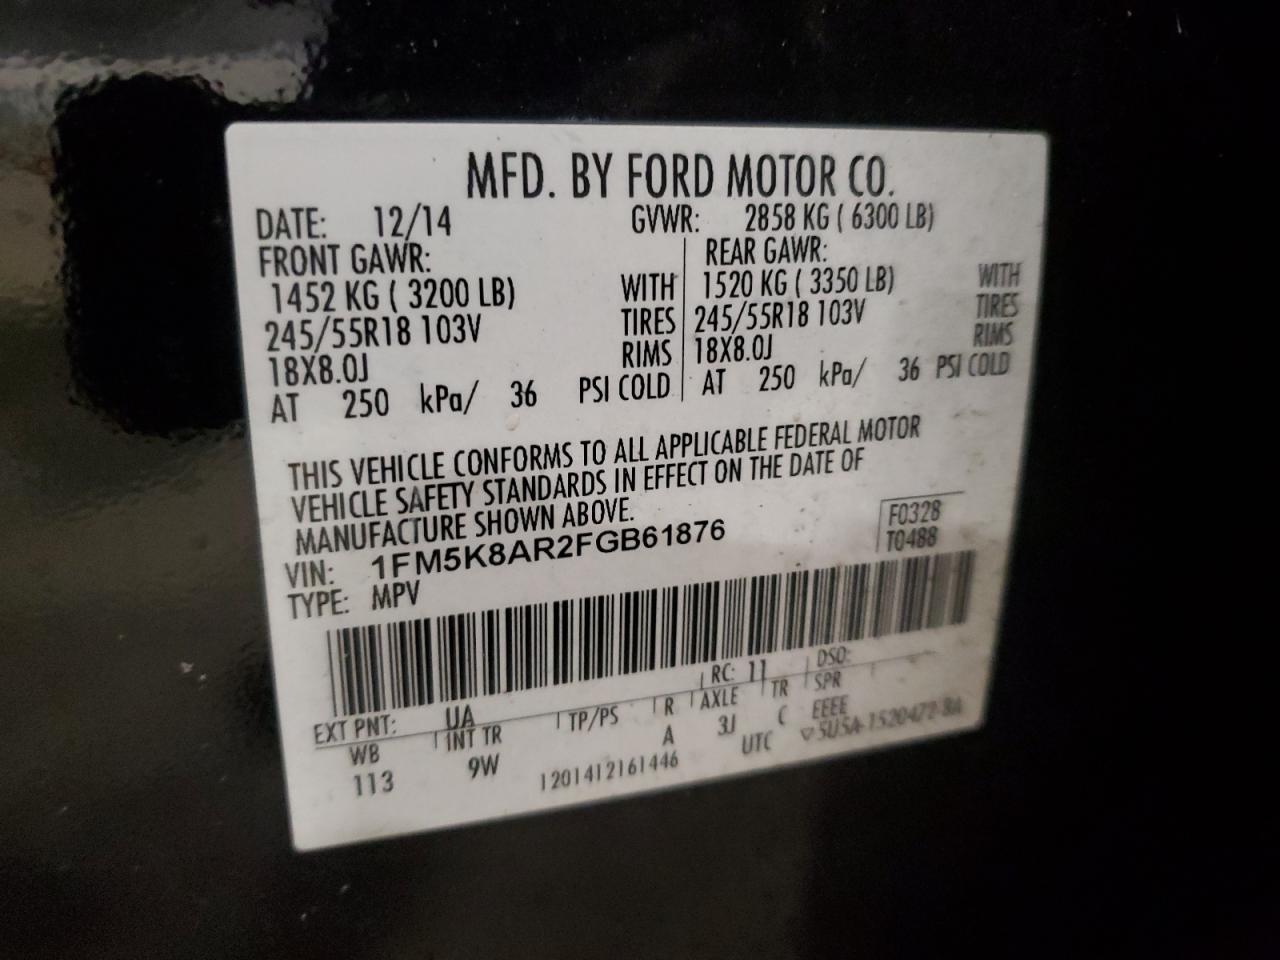 MFD. BY FORD MOTOR CO.
DATE: 12/14 GVWR: 2858 KG ( 6300 LB)
FRONT GAWR: REAR GAWR:
1452 KG ( 3200 LB) WITH 1520 KG ( 3350 LB) WITH
245/55R18 103V TIRES 245/55R18 103V TIRES
18X8.0J RIMS 18X8.0J RIMS
AT 250 kPa/ 36 PSI COLD AT 250 kPa/ 36 PSI COLD
THIS VEHICLE CONFORMS TO ALL APPLICABLE FEDERAL MOTOR
VEHICLE SAFETY STANDARDS IN EFFECT ON THE DATE OF
MANUFACTURE SHOWN ABOVE.
VIN: 1FM5K8AR2FGB61876 F0328
TYPE: MPV T0488
EXT PNT: UA RC: 11 DSO:
WB INT TR TP/PS R AXLE TR SPR
113 9W A 3J C EEEE
1201412161446 UTC ▽5U5A-1520472-BA